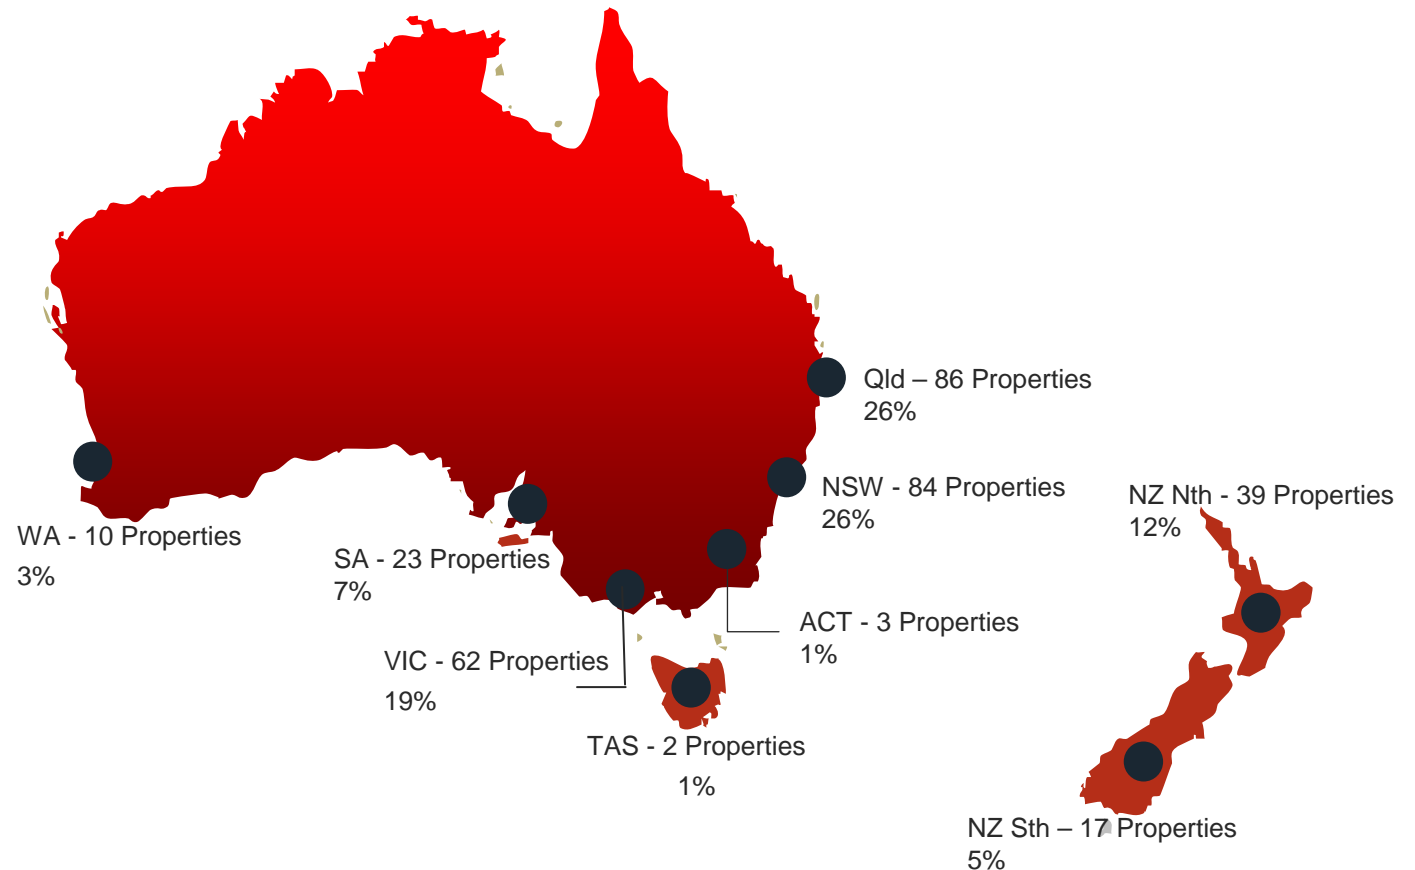 Qld – 86 Properties
26%
NSW - 84 Properties
26%
NZ Nth - 39 Properties
12%
WA - 10 Properties
3%
SA - 23 Properties
7%
ACT - 3 Properties
1%
VIC - 62 Properties
19%
TAS - 2 Properties
1%
NZ Sth – 17 Properties
5%